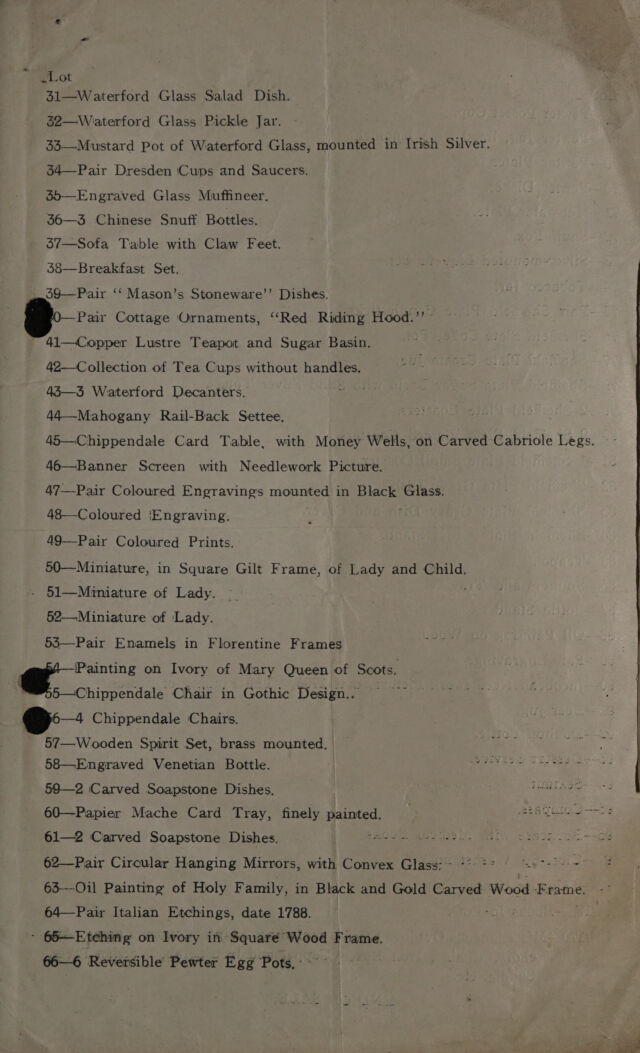 Lot
31—Waterford Glass Salad Dish.
32—Waterford Glass Pickle Jar.
33—Mustard Pot of Waterford Glass, mounted in Irish Silver.
34—Pair Dresden Cups and Saucers.
35—Engraved Glass Muffineer.
36—3 Chinese Snuff Bottles.
37—Sofa Table with Claw Feet.
38—Breakfast Set.
39—Pair “ Mason’s Stoneware” Dishes.
0—Pair Cottage Ornaments, “Red Riding Hood.”
41—Copper Lustre Teapot and Sugar Basin.
42—Collection of Tea Cups without handles.
43—3 Waterford Decanters.
44—Mahogany Rail-Back Settee.
45—Chippendale Card Table, with Money Wells, on Carved Cabriole Legs.
46—Banner Screen with Needlework Picture.
47—Pair Coloured Engravings mounted in Black Glass.
48—Coloured Engraving.
49—Pair Coloured Prints.
50—Miniature, in Square Gilt Frame, of Lady and Child.
51—Miniature of Lady.
52—Miniature of Lady.
53—Pair Enamels in Florentine Frames
54—Painting on Ivory of Mary Queen of Scots.
55—Chippendale Chair in Gothic Design..
6—4 Chippendale Chairs.
57—Wooden Spirit Set, brass mounted.
58—Engraved Venetian Bottle.
59—2 Carved Soapstone Dishes.
60—Papier Mache Card Tray, finely painted.
61—2 Carved Soapstone Dishes.
62—Pair Circular Hanging Mirrors, with Convex Glass.
63—Oil Painting of Holy Family, in Black and Gold Carved Wood Frame.
64—Pair Italian Etchings, date 1788.
65—Etching on Ivory in Square Wood Frame.
66—6 Reversible Pewter Egg Pots.